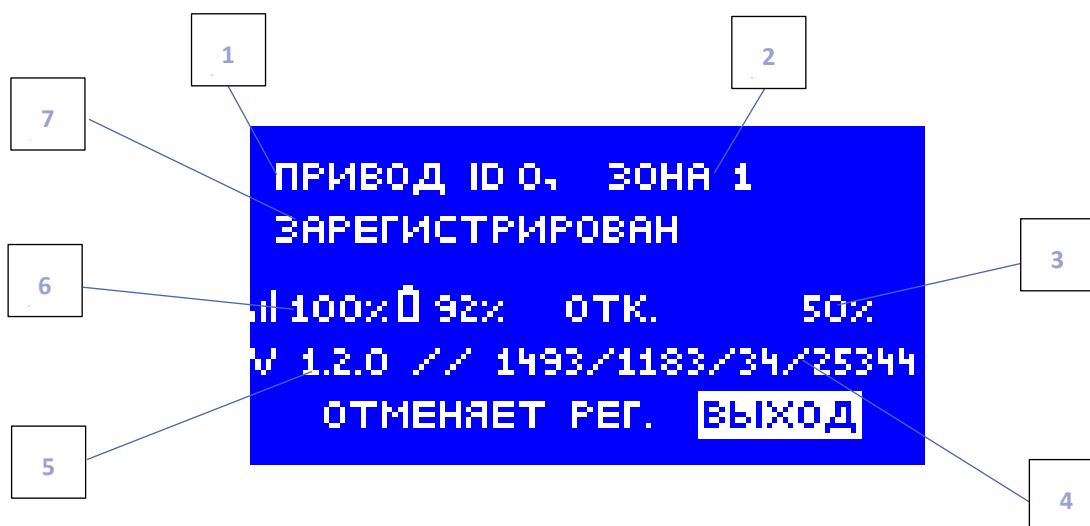 1
2
7
ПРИВОД ID 0, ЗОНА 1
ЗАРЕГИСТРИРОВАН
3
6
100% 92% ОТК. 50%
V 1.2.0 // 1493/1183/34/25344
ОТМЕНЯЕТ РЕГ. ВЫХОД
5
4